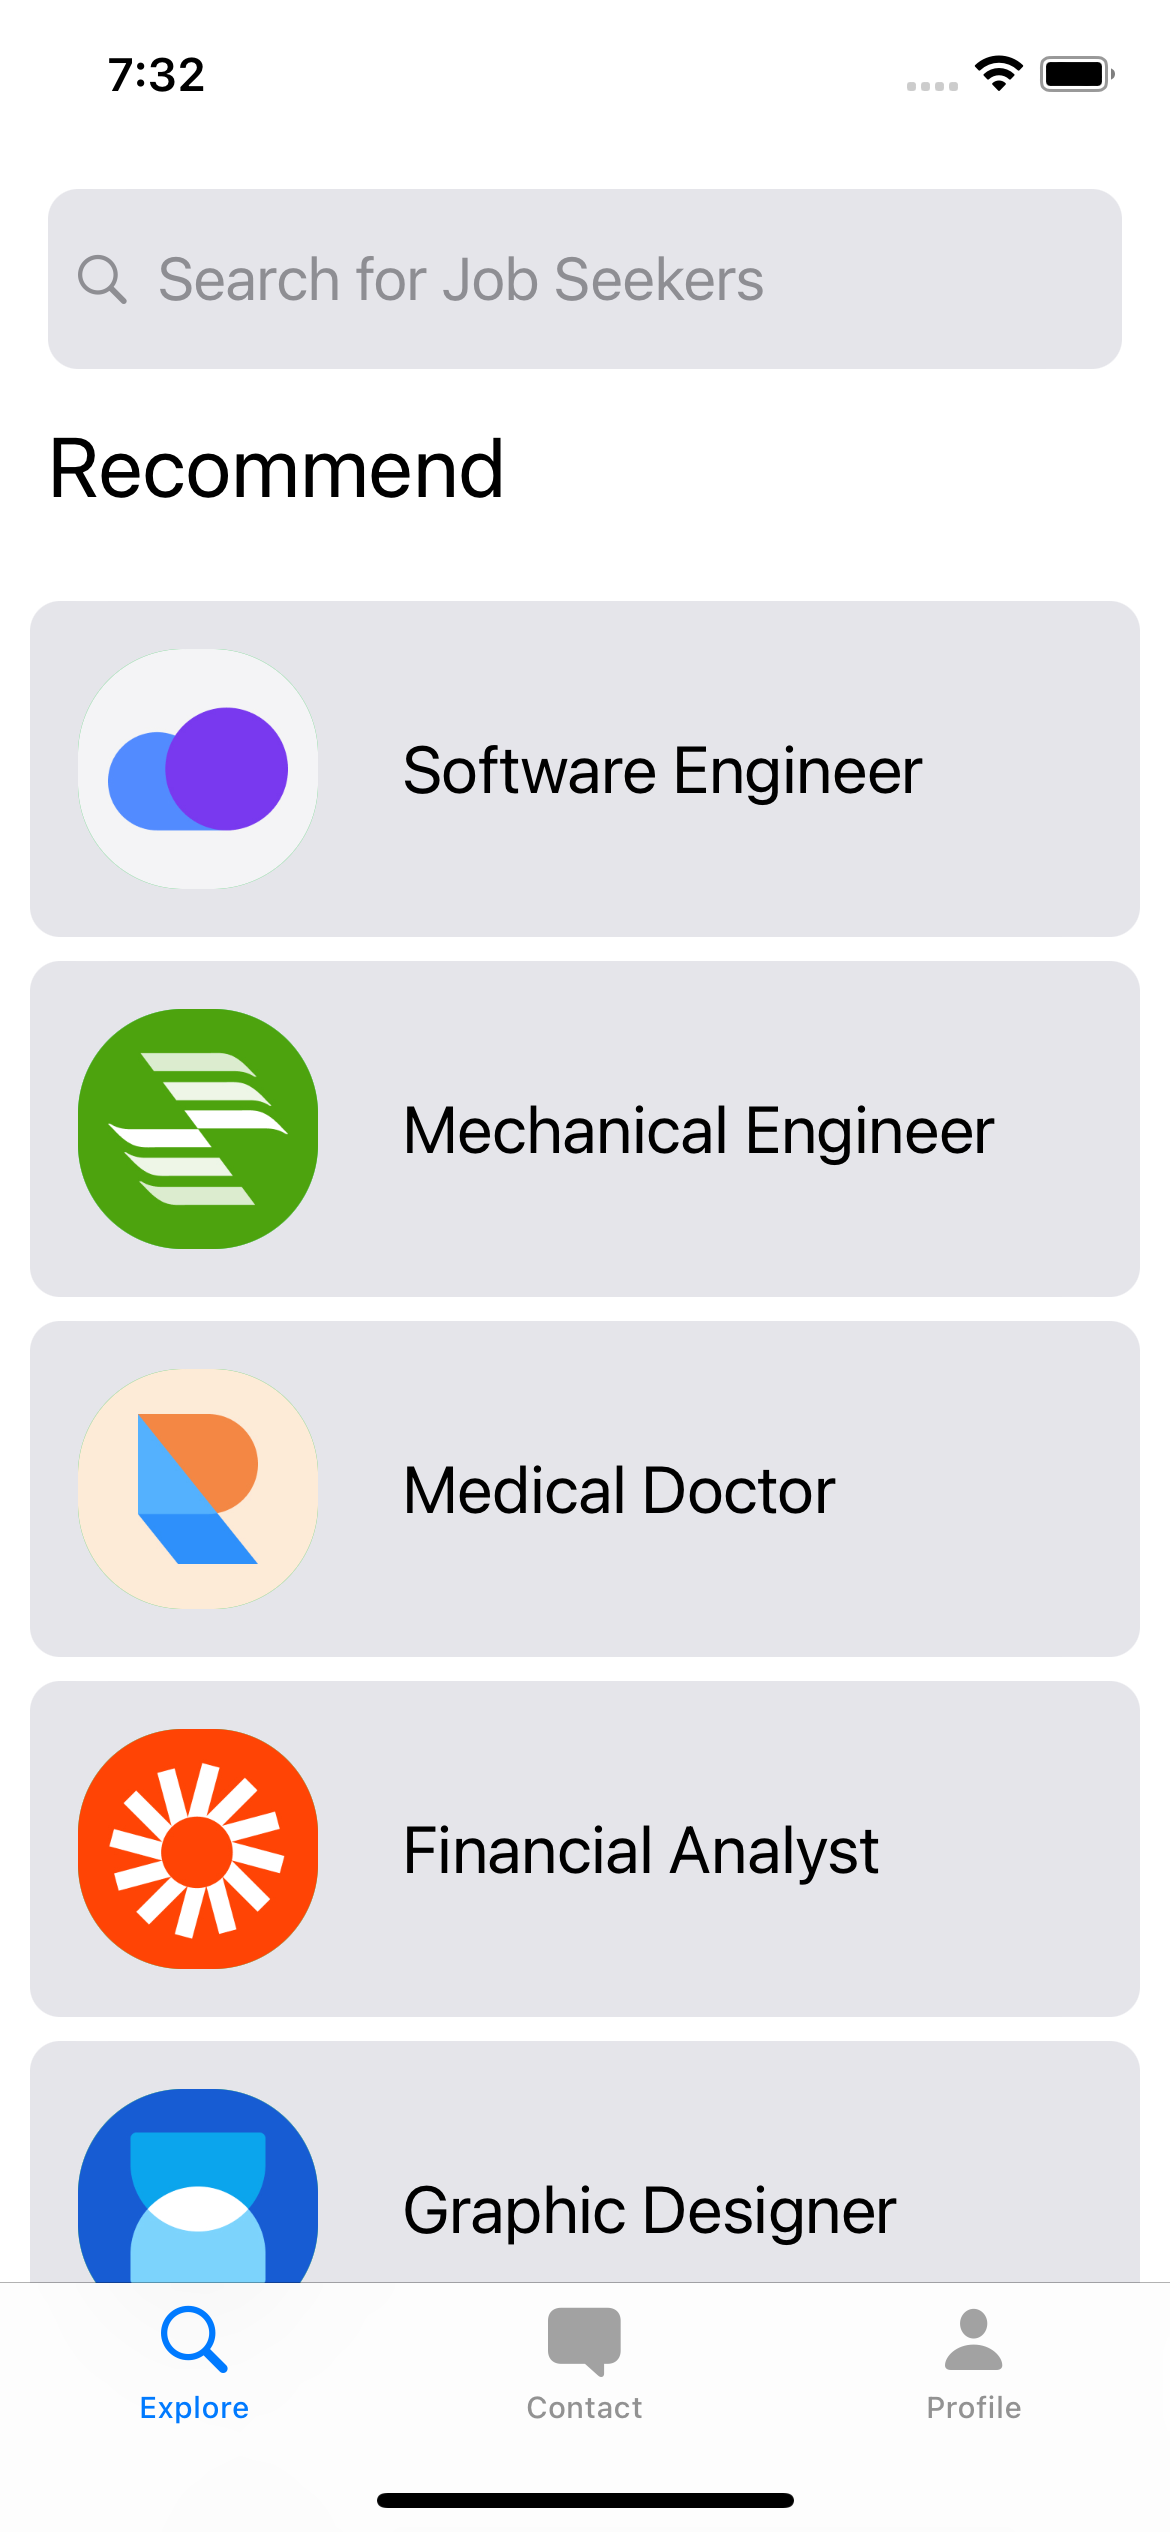 7:32
Search for Job Seekers
Recommend
Software Engineer
Mechanical Engineer
Medical Doctor
Financial Analyst
Graphic Designer
Explore
Contact
Profile